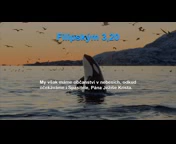 Filipským 3,20
My však máme občanství v nebesích, odkud
očekáváme i Spasitele, Pána Ježíše Krista.